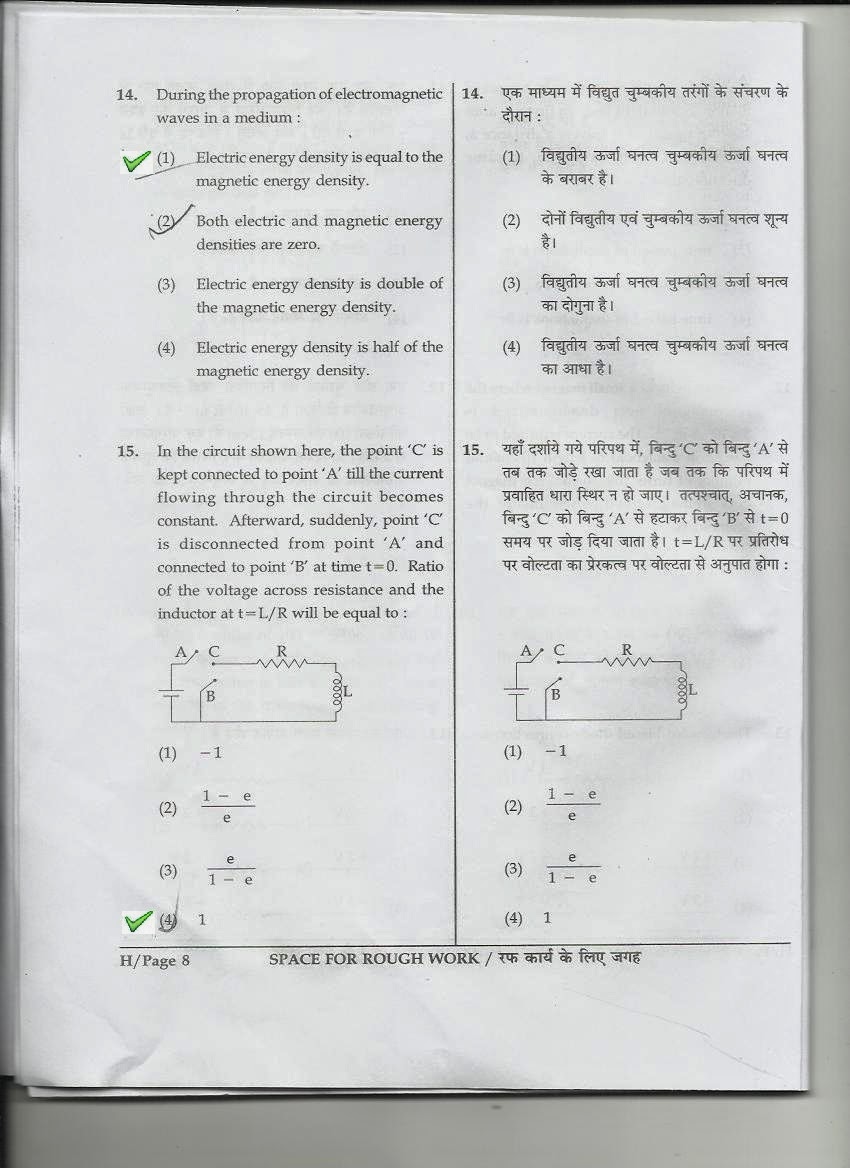 14. During the propagation of electromagnetic
waves in a medium :
(1) Electric energy density is equal to the
magnetic energy density.
(2) Both electric and magnetic energy
densities are zero.
(3) Electric energy density is double of
the magnetic energy density.
(4) Electric energy density is half of the
magnetic energy density.
15. In the circuit shown here, the point 'C' is
kept connected to point 'A' till the current
flowing through the circuit becomes
constant. Afterward, suddenly, point 'C'
is disconnected from point 'A' and
connected to point 'B' at time t=0. Ratio
of the voltage across resistance and the
inductor at t=L/R will be equal to :
A C R
B L
(1) −1
(2) 1 − e
e
(3) e
1 − e
(4) 1
14. एक माध्यम में विद्युत चुम्बकीय तरंगों के संचरण के
दौरान :
(1) विद्युतीय ऊर्जा घनत्व चुम्बकीय ऊर्जा घनत्व
के बराबर है।
(2) दोनों विद्युतीय एवं चुम्बकीय ऊर्जा घनत्व शून्य
है।
(3) विद्युतीय ऊर्जा घनत्व चुम्बकीय ऊर्जा घनत्व
का दोगुना है।
(4) विद्युतीय ऊर्जा घनत्व चुम्बकीय ऊर्जा घनत्व
का आधा है।
15. यहाँ दर्शाये गये परिपथ में, बिन्दु 'C' को बिन्दु 'A' से
तब तक जोड़े रखा जाता है जब तक कि परिपथ में
प्रवाहित धारा स्थिर न हो जाए। तत्पश्चात्, अचानक,
बिन्दु 'C' को बिन्दु 'A' से हटाकर बिन्दु 'B' से t=0
समय पर जोड़ दिया जाता है। t=L/R पर प्रतिरोध
पर वोल्टता का प्रेरकत्व पर वोल्टता से अनुपात होगा :
A C R
B L
(1) −1
(2) 1 − e
e
(3) e
1 − e
(4) 1
H/Page 8 SPACE FOR ROUGH WORK / रफ कार्य के लिए जगह